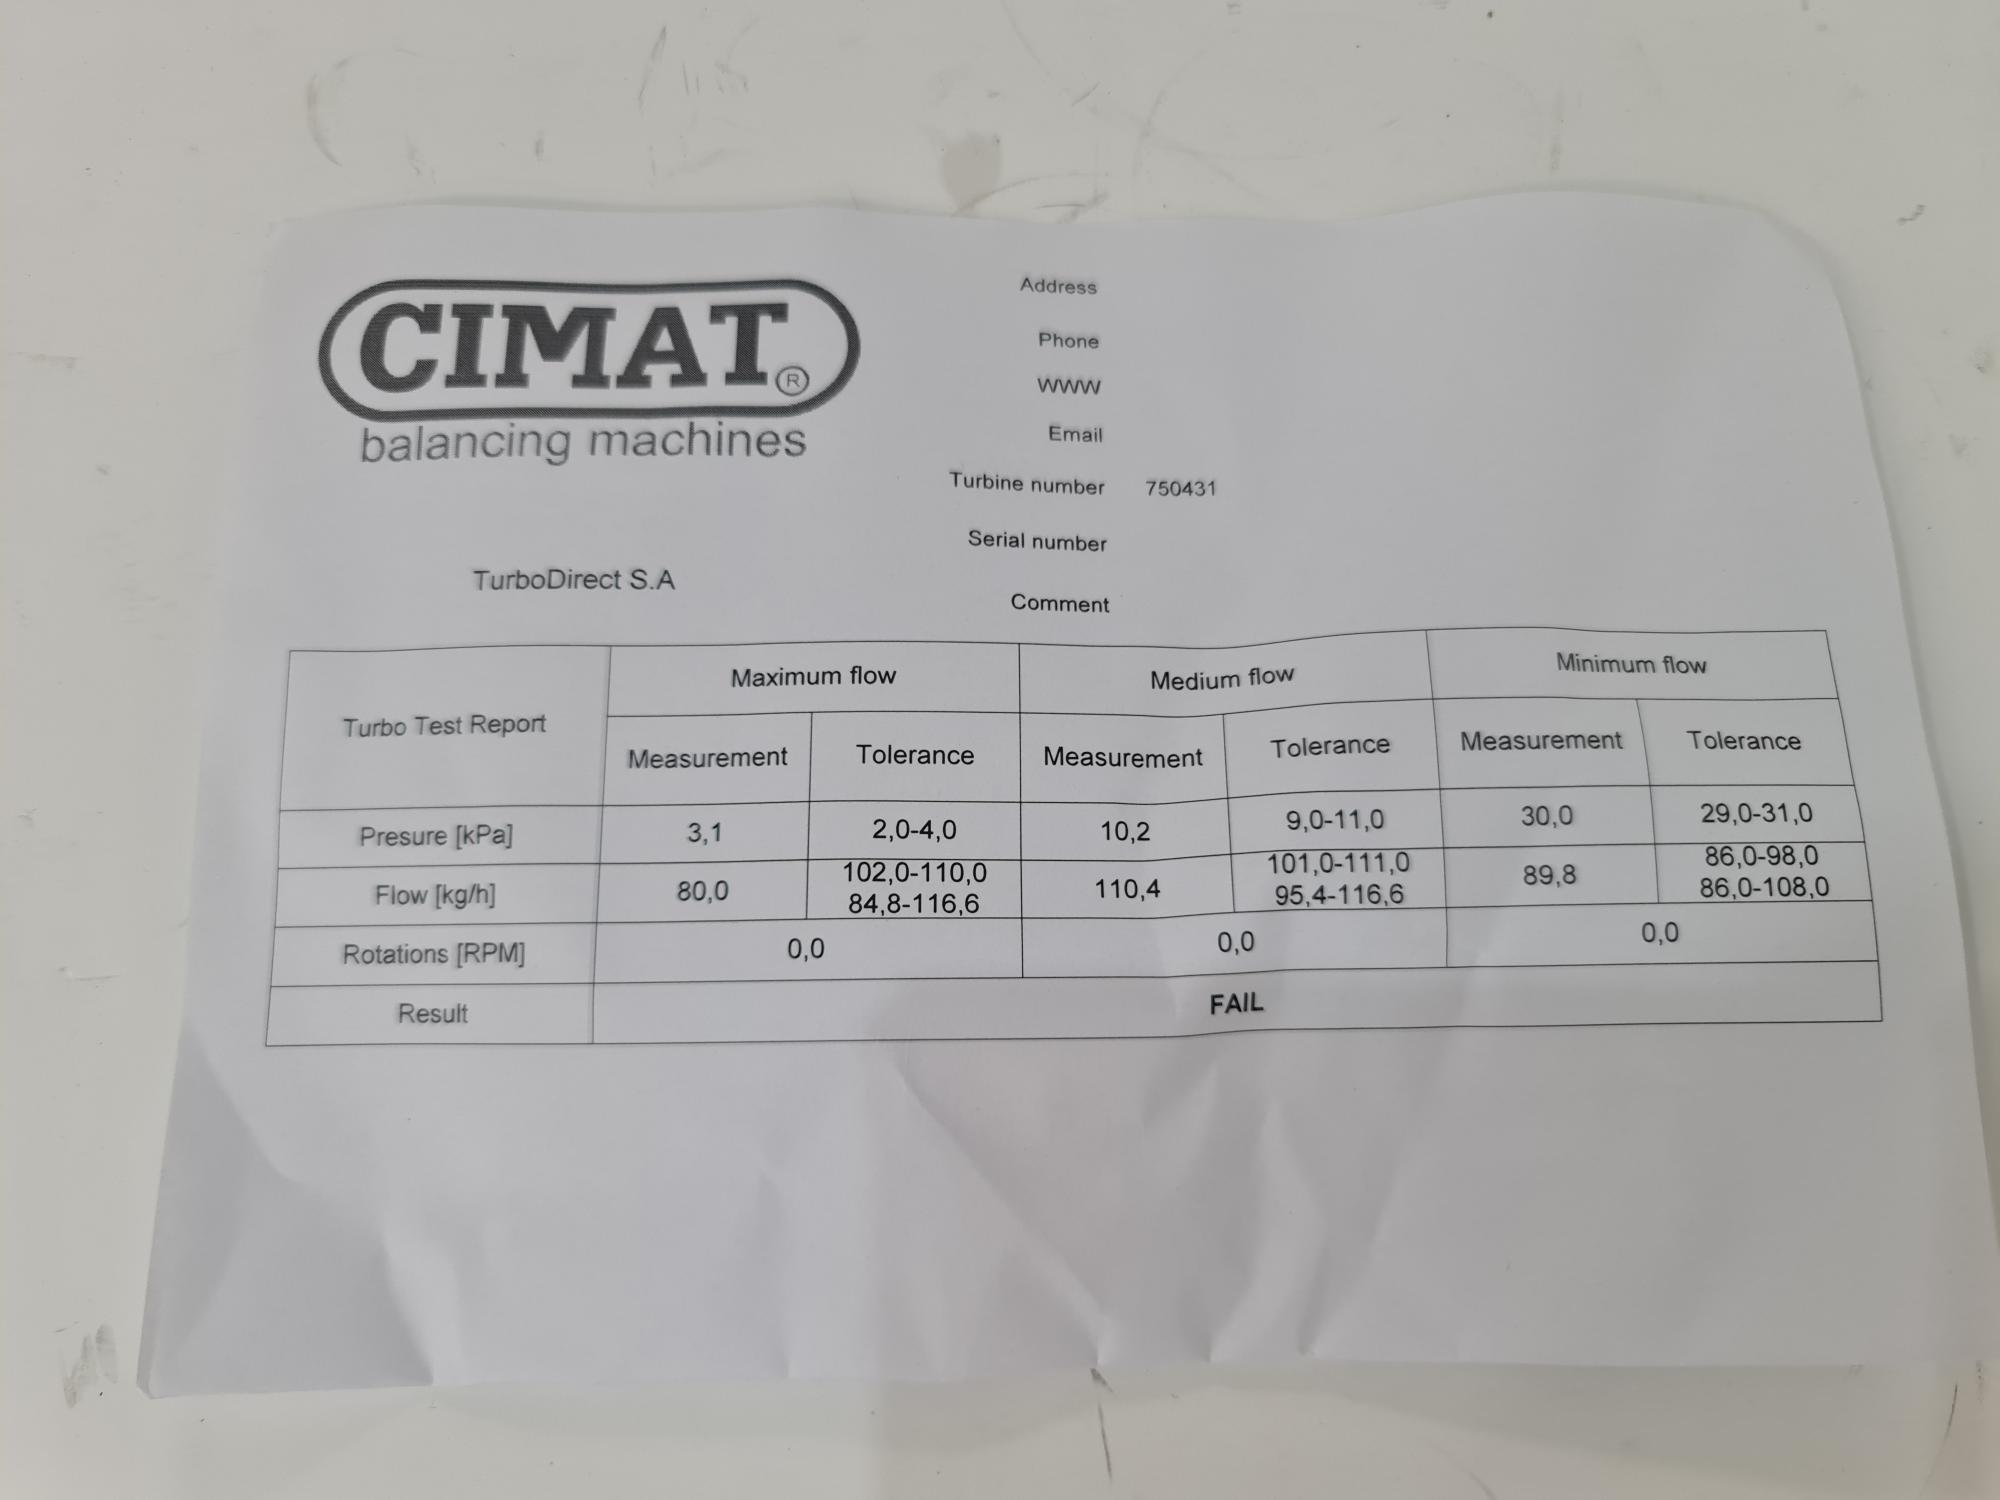 CIMAT®
balancing machines
TurboDirect S.A
Address
Phone
WWW
Email
Turbine number 750431
Serial number
Comment
Turbo Test Report Maximum flow Medium flow Minimum flow
Measurement Tolerance Measurement Tolerance Measurement Tolerance
Presure [kPa] 3,1 2,0-4,0 10,2 9,0-11,0 30,0 29,0-31,0
Flow [kg/h] 80,0 102,0-110,0 84,8-116,6 110,4 101,0-111,0 95,4-116,6 89,8 86,0-98,0 86,0-108,0
Rotations [RPM] 0,0 0,0 0,0
Result FAIL